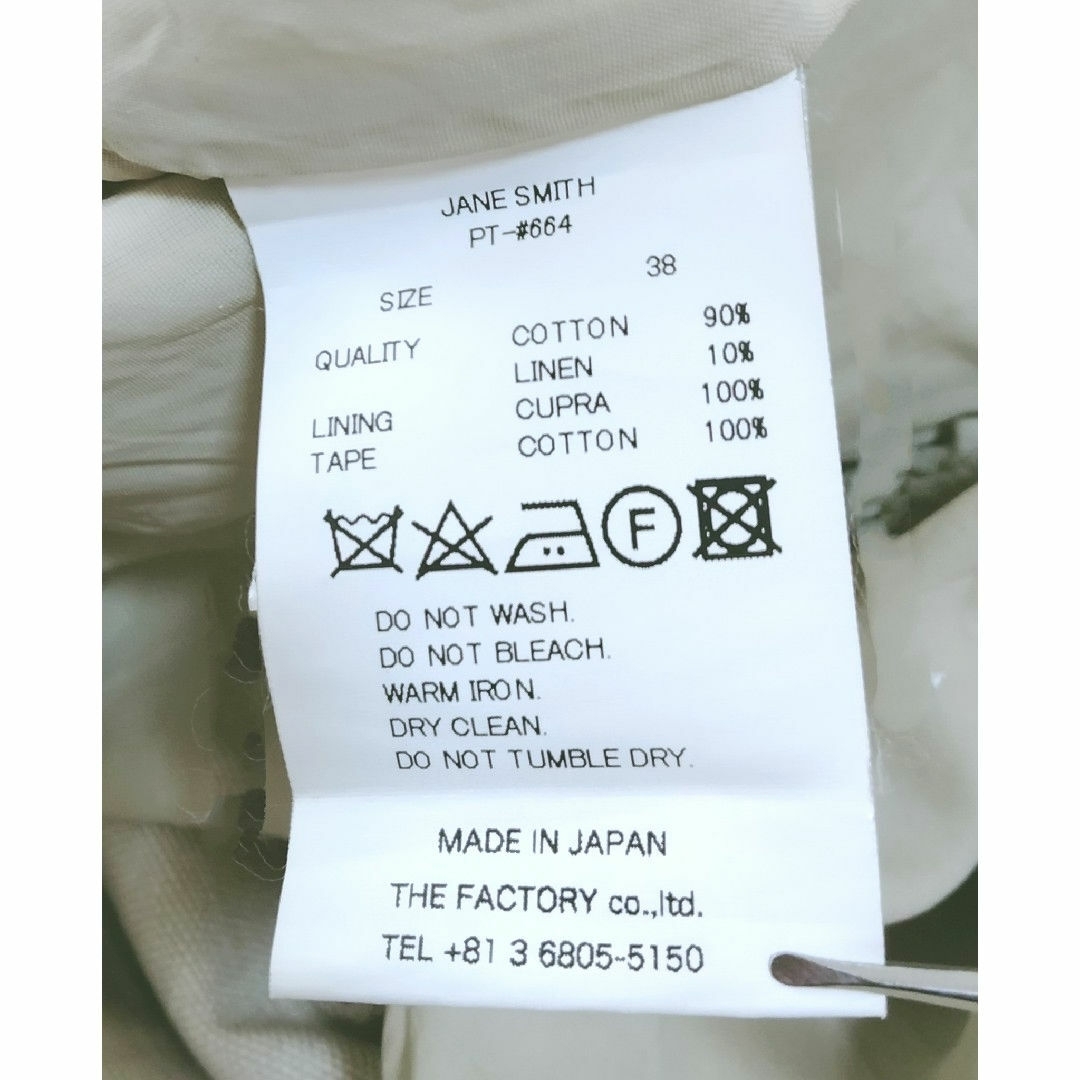 JANE SMITH
PT-#664
SIZE 38
QUALITY COTTON 90%
LINEN 10%
LINING CUPRA 100%
TAPE COTTON 100%
F
DO NOT WASH.
DO NOT BLEACH.
WARM IRON.
DRY CLEAN.
DO NOT TUMBLE DRY.
MADE IN JAPAN
THE FACTORY co.,ltd.
TEL +81 3 6805-5150